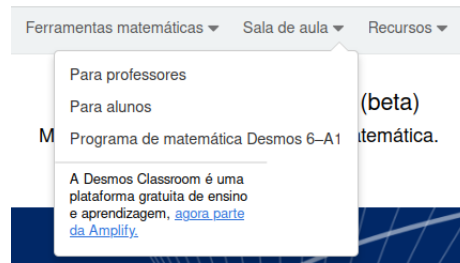 Ferramentas matemáticas Sala de aula Recursos
Para professores
Para alunos
(beta)
M
Programa de matemática Desmos 6–A1
temática.
A Desmos Classroom é uma
plataforma gratuita de ensino
e aprendizagem, agora parte
da Amplify.